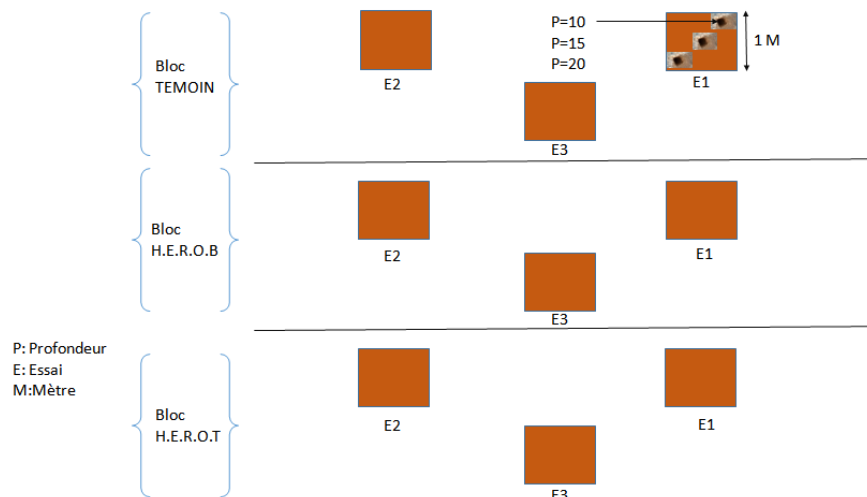 P=10
P=15
P=20
1 M
Bloc
TEMOIN
E2
E1
E3
Bloc
H.E.R.O.B
E2
E1
E3
P: Profondeur
E: Essai
M:Mètre
Bloc
H.E.R.O.T
E2
E1
E3